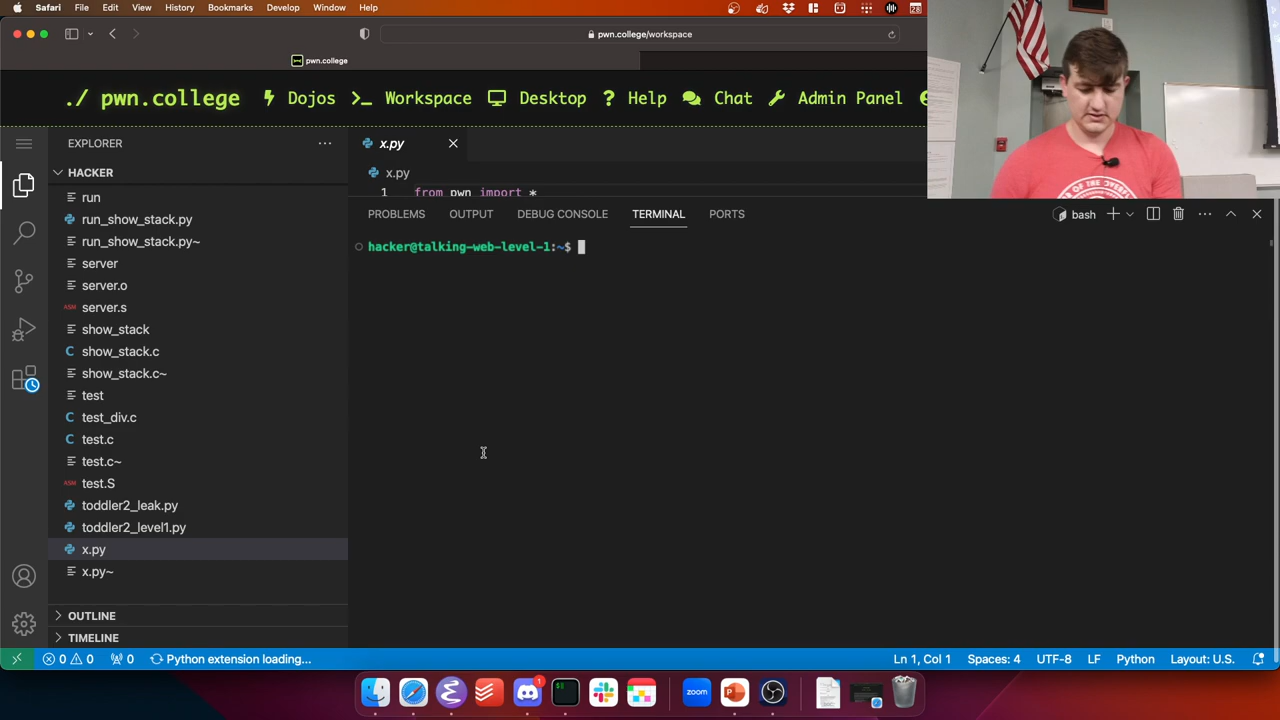 Safari File Edit View History Bookmarks Develop Window Help
pwn.college/workspace
pwn.college
./ pwn.college Dojos Workspace Desktop ? Help Chat Admin Panel
EXPLORER
x.py
HACKER
x.py
1 from pwn import *
run
run_show_stack.py
run_show_stack.py~
server
server.o
ASM server.s
show_stack
C show_stack.c
show_stack.c~
test
C test_div.c
C test.c
test.c~
ASM test.S
toddler2_leak.py
toddler2_level1.py
x.py
x.py~
OUTLINE
TIMELINE
PROBLEMS OUTPUT DEBUG CONSOLE TERMINAL PORTS bash
hacker@talking-web-level-1:~$
0 0 0 Python extension loading... Ln 1, Col 1 Spaces: 4 UTF-8 LF Python Layout: U.S.
1
zoom